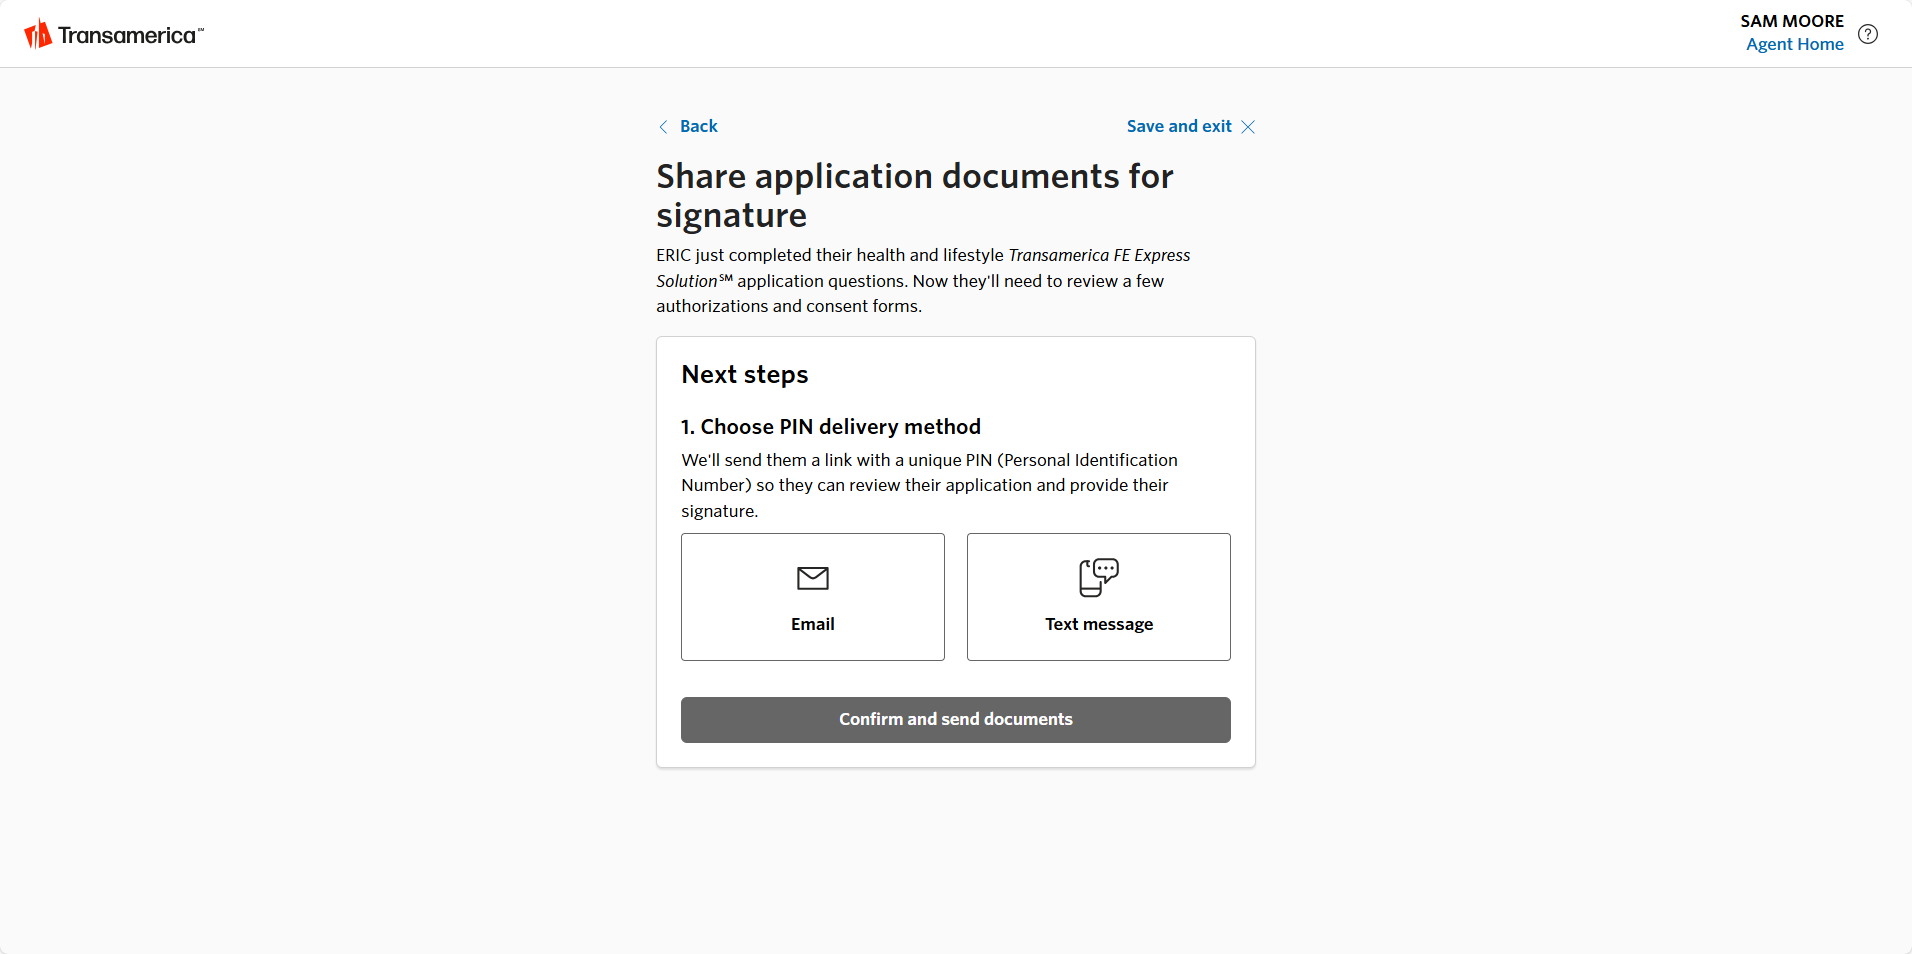 Transamerica℠
SAM MOORE
Agent Home
Back
Save and exit
Share application documents for
signature
ERIC just completed their health and lifestyle Transamerica FE Express
Solution℠ application questions. Now they'll need to review a few
authorizations and consent forms.
Next steps
1. Choose PIN delivery method
We'll send them a link with a unique PIN (Personal Identification
Number) so they can review their application and provide their
signature.
Email
Text message
Confirm and send documents